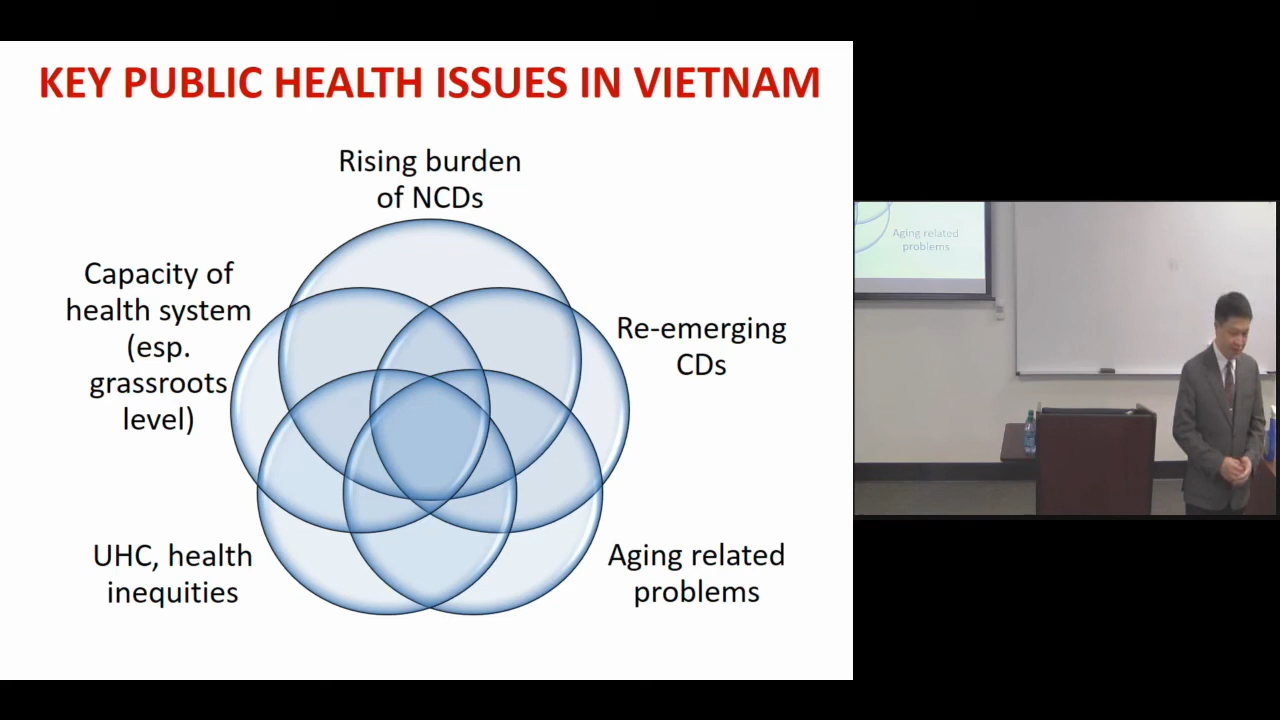 KEY PUBLIC HEALTH ISSUES IN VIETNAM
Rising burden
of NCDs
Capacity of
health system
(esp.
grassroots
level)
Re-emerging
CDs
UHC, health
inequities
Aging related
problems
Aging related
problems